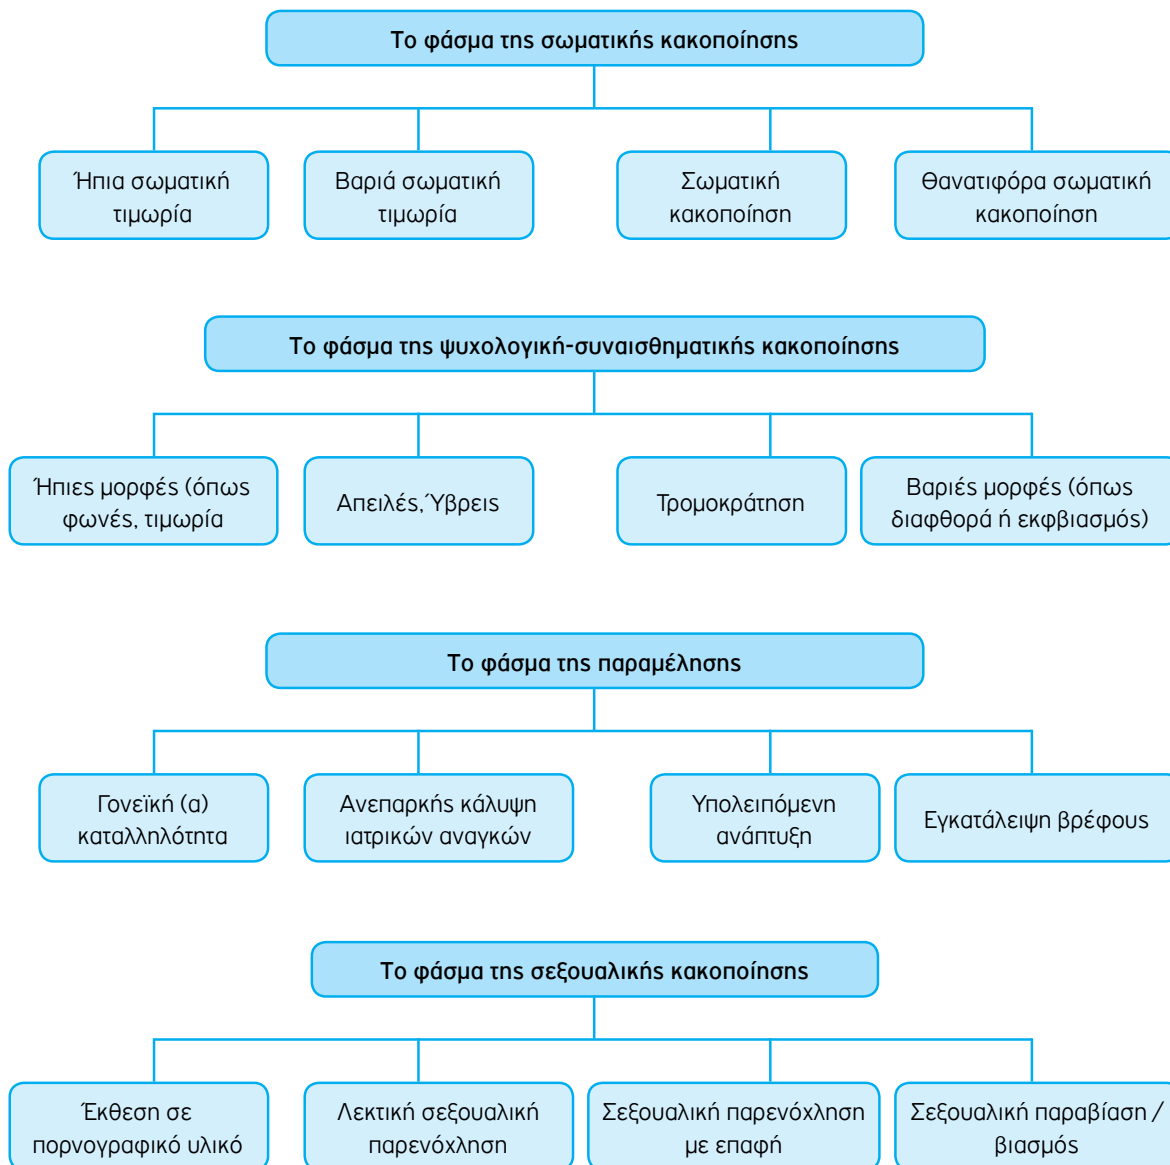 Το φάσμα της σωματικής κακοποίησης
Ήπια σωματική
τιμωρία
Βαριά σωματική
τιμωρία
Σωματική
κακοποίηση
Θανατιφόρα σωματική
κακοποίηση
Το φάσμα της ψυχολογική-συναισθηματικής κακοποίησης
Ήπιες μορφές (όπως
φωνές, τιμωρία
Απειλές, Ύβρεις
Τρομοκράτηση
Βαριές μορφές (όπως
διαφθορά ή εκφβιασμός)
Το φάσμα της παραμέλησης
Γονεϊκή (α)
καταλληλότητα
Ανεπαρκής κάλυψη
ιατρικών αναγκών
Υπολειπόμενη
ανάπτυξη
Εγκατάλειψη βρέφους
Το φάσμα της σεξουαλικής κακοποίησης
Έκθεση σε
πορνογραφικό υλικό
Λεκτική σεξουαλική
παρενόχληση
Σεξουαλική παρενόχληση
με επαφή
Σεξουαλική παραβίαση /
βιασμός